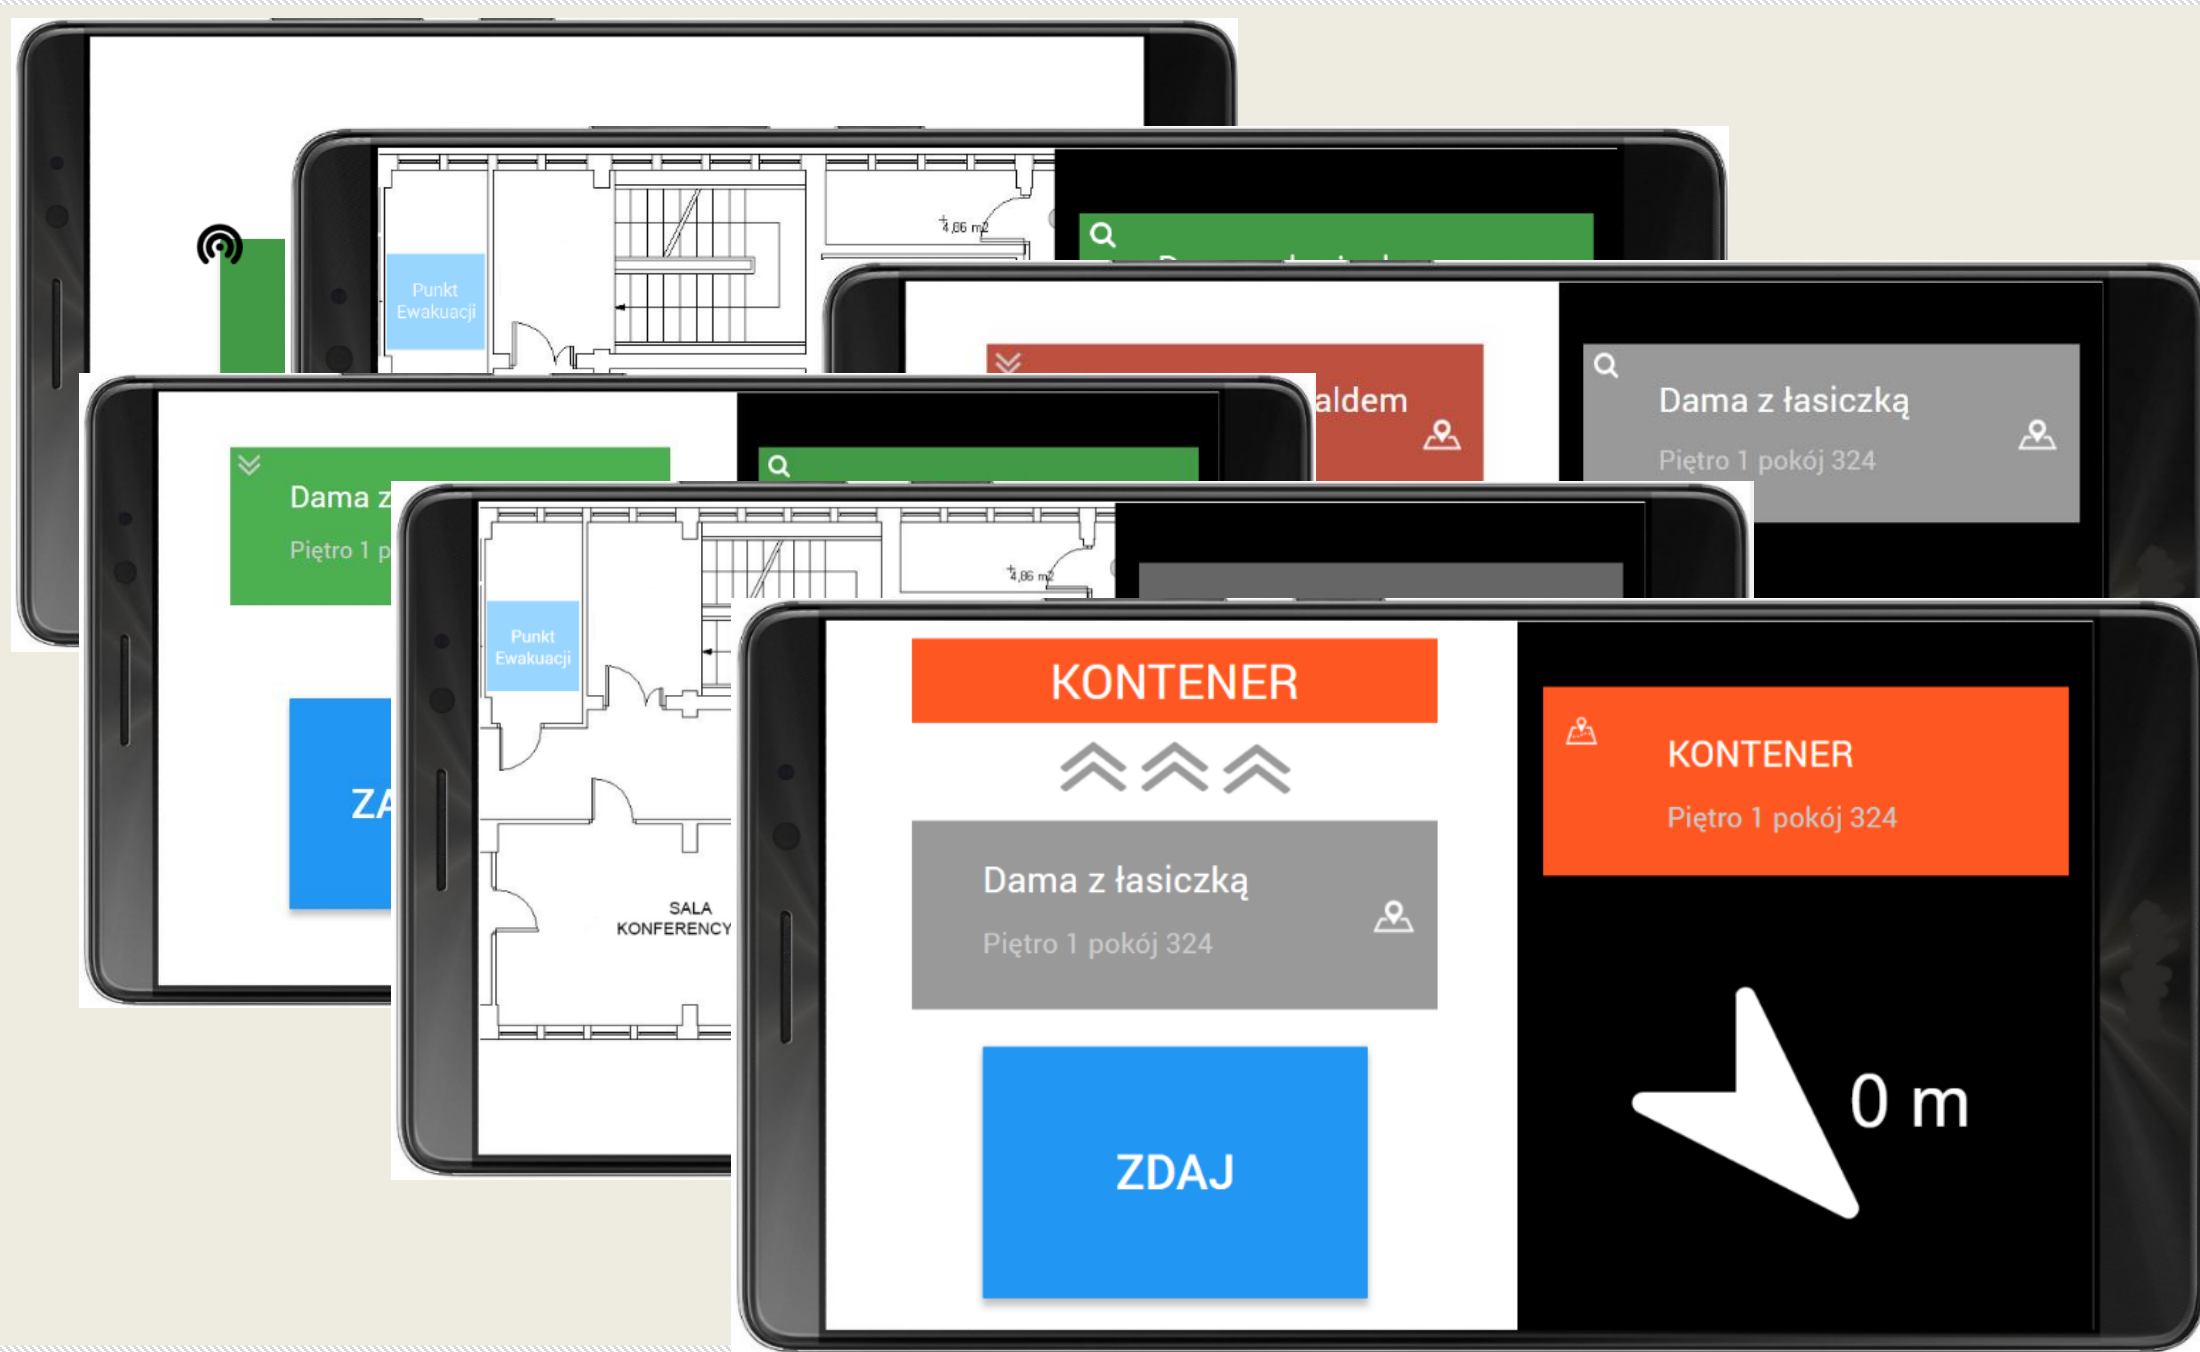 4,86 m2
Punkt
Ewakuacji
aldem
Dama z łasiczką
Piętro 1 pokój 324
Dama z
Piętro 1 p
ZA
4,86 m2
Punkt
Ewakuacji
SALA
KONFERENCY
KONTENER
Dama z łasiczką
Piętro 1 pokój 324
ZDAJ
KONTENER
Piętro 1 pokój 324
0 m